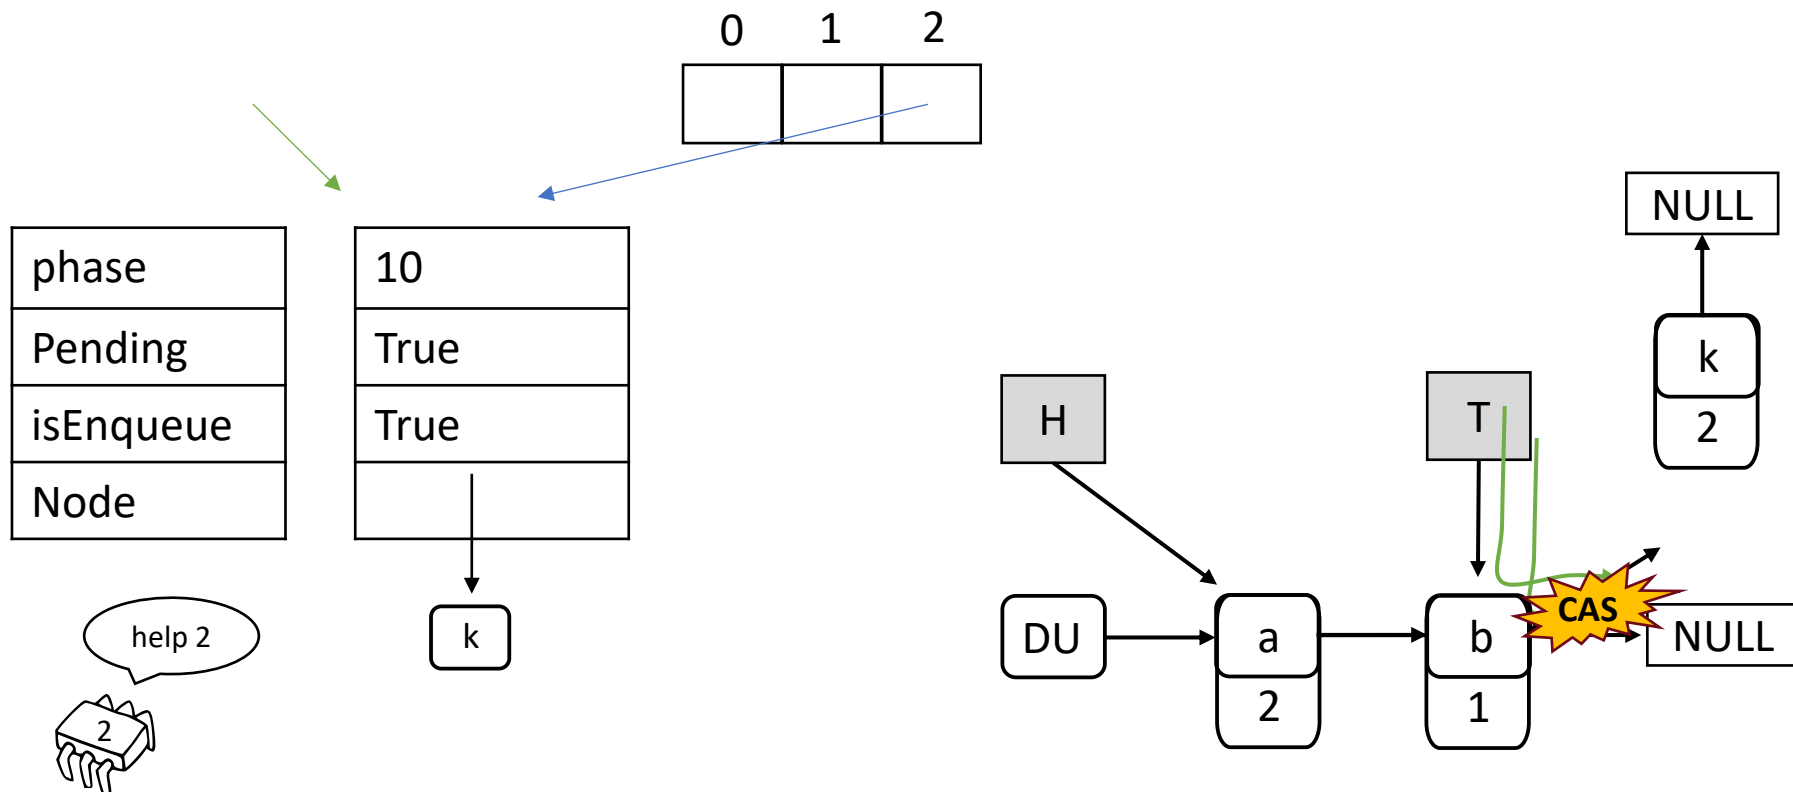 0 1 2
NULL
phase 10
Pending True
isEnqueue True
Node
k
2
H
T
CAS
DU
a
2
b
1
NULL
help 2
k
2